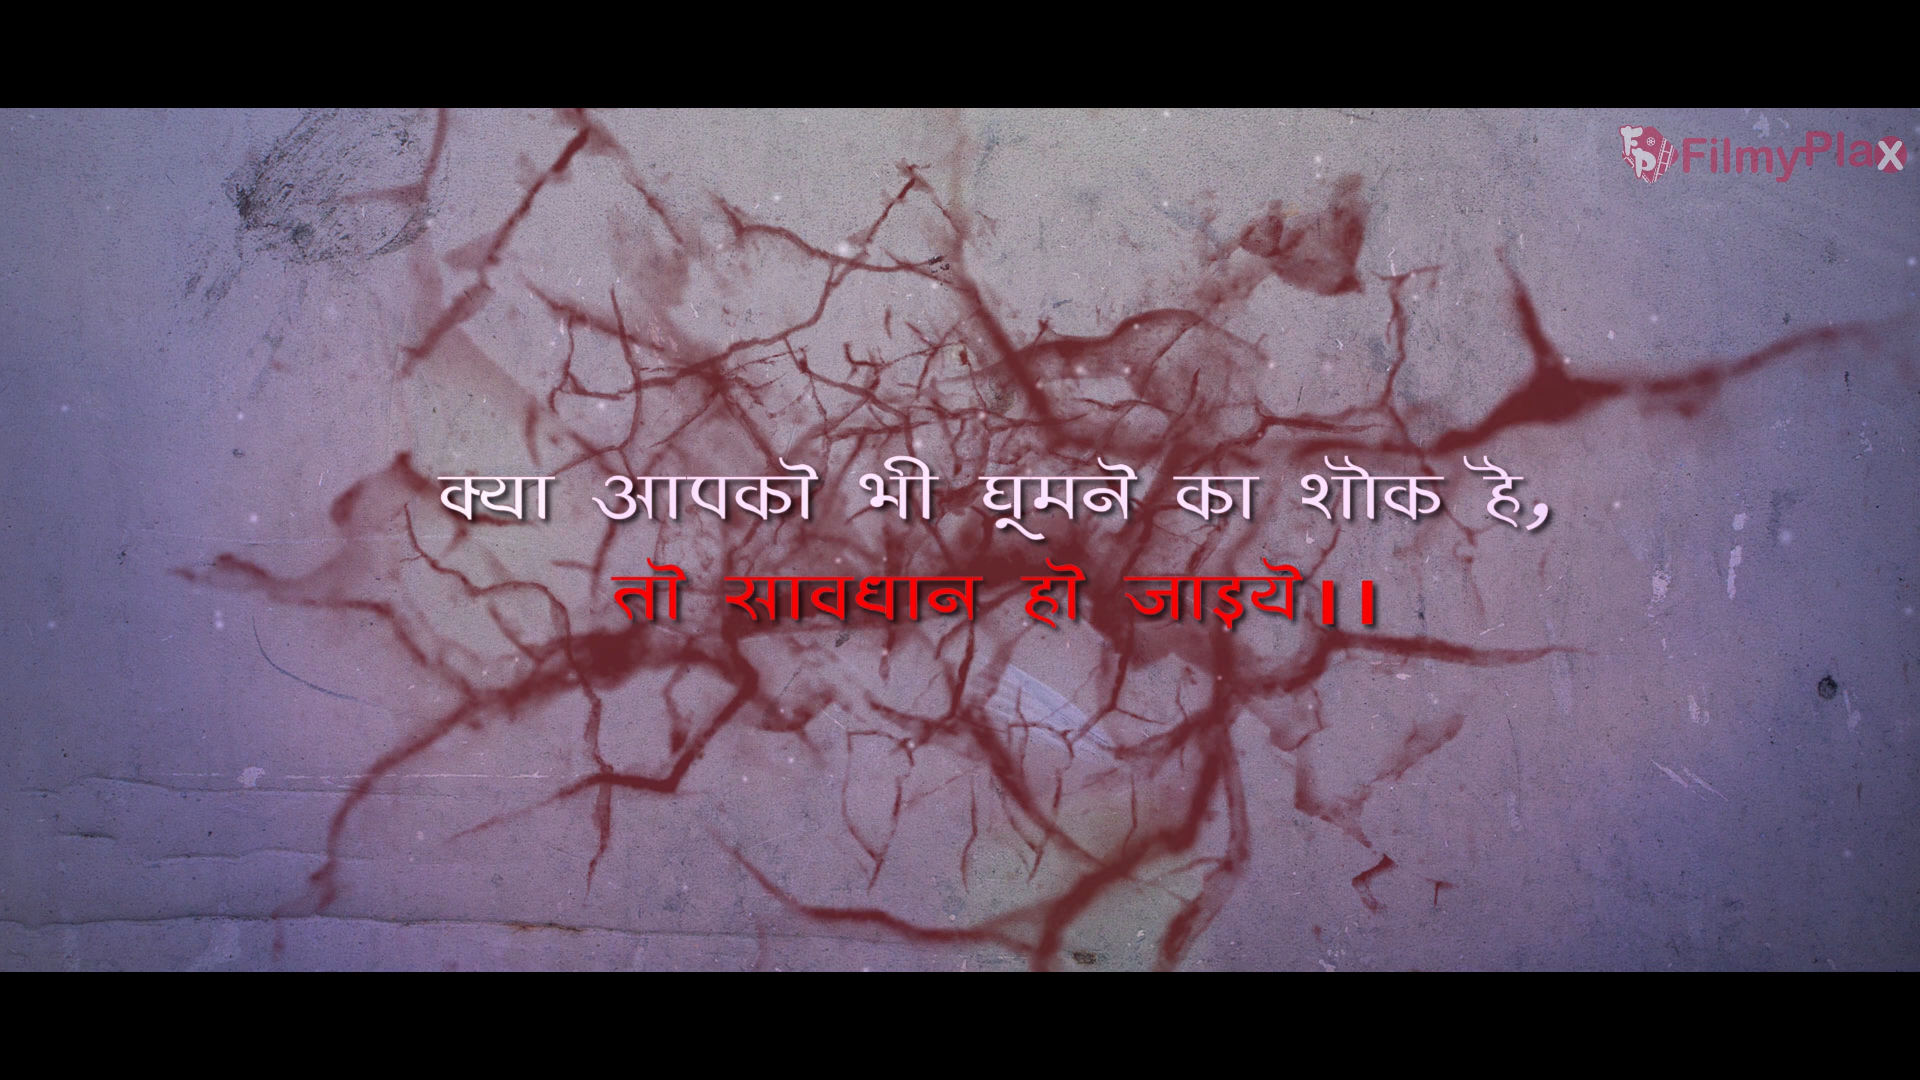 FilmyPlax
क्या आपको भी घूमने का शौक है,
तो सावधान हो जाइये।।